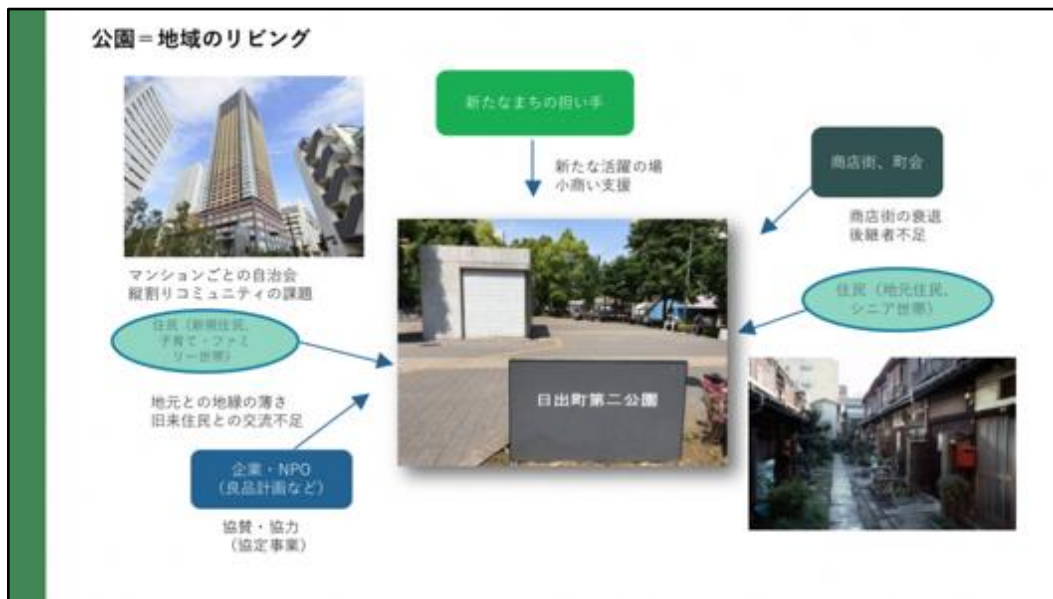 公園＝地域のリビング
新たなまちの担い手
新たな活躍の場
小商い支援
商店街、町会
商店街の衰退
後継者不足
マンションごとの自治会
縦割りコミュニティの課題
住民（新規住民、
子育て・ファミ
リー世帯）
住民（地元住民、
シニア世帯）
地元との地縁の薄さ
旧来住民との交流不足
日出町第二公園
企業・NPO
（良品計画など）
協賛・協力
（協定事業）